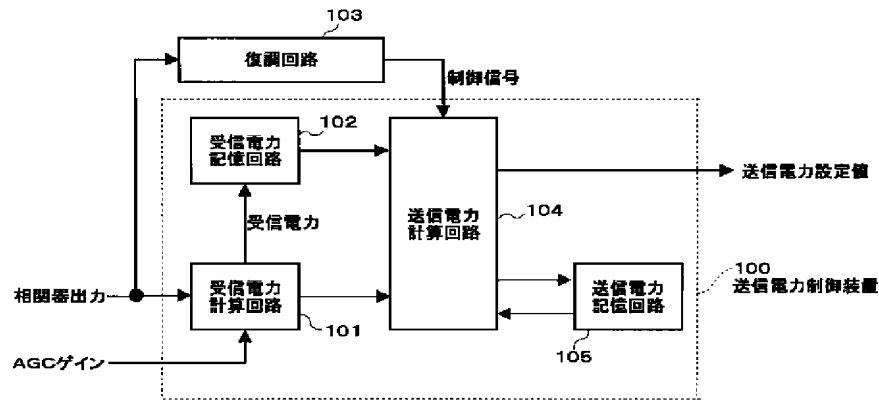 103
復調回路
制御信号
102
受信電力
記憶回路
送信電力設定値
104
送信電力
計算回路
受信電力
100
送信電力制御装置
相関器出力
受信電力
計算回路
101
送信電力
記憶回路
105
AGCゲイン